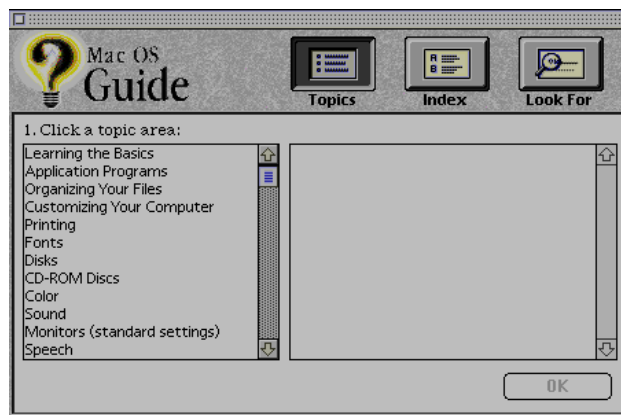 Mac OS
Guide
Topics
Index
Look For
1. Click a topic area:
Learning the Basics
Application Programs
Organizing Your Files
Customizing Your Computer
Printing
Fonts
Disks
CD-ROM Discs
Color
Sound
Monitors (standard settings)
Speech
OK